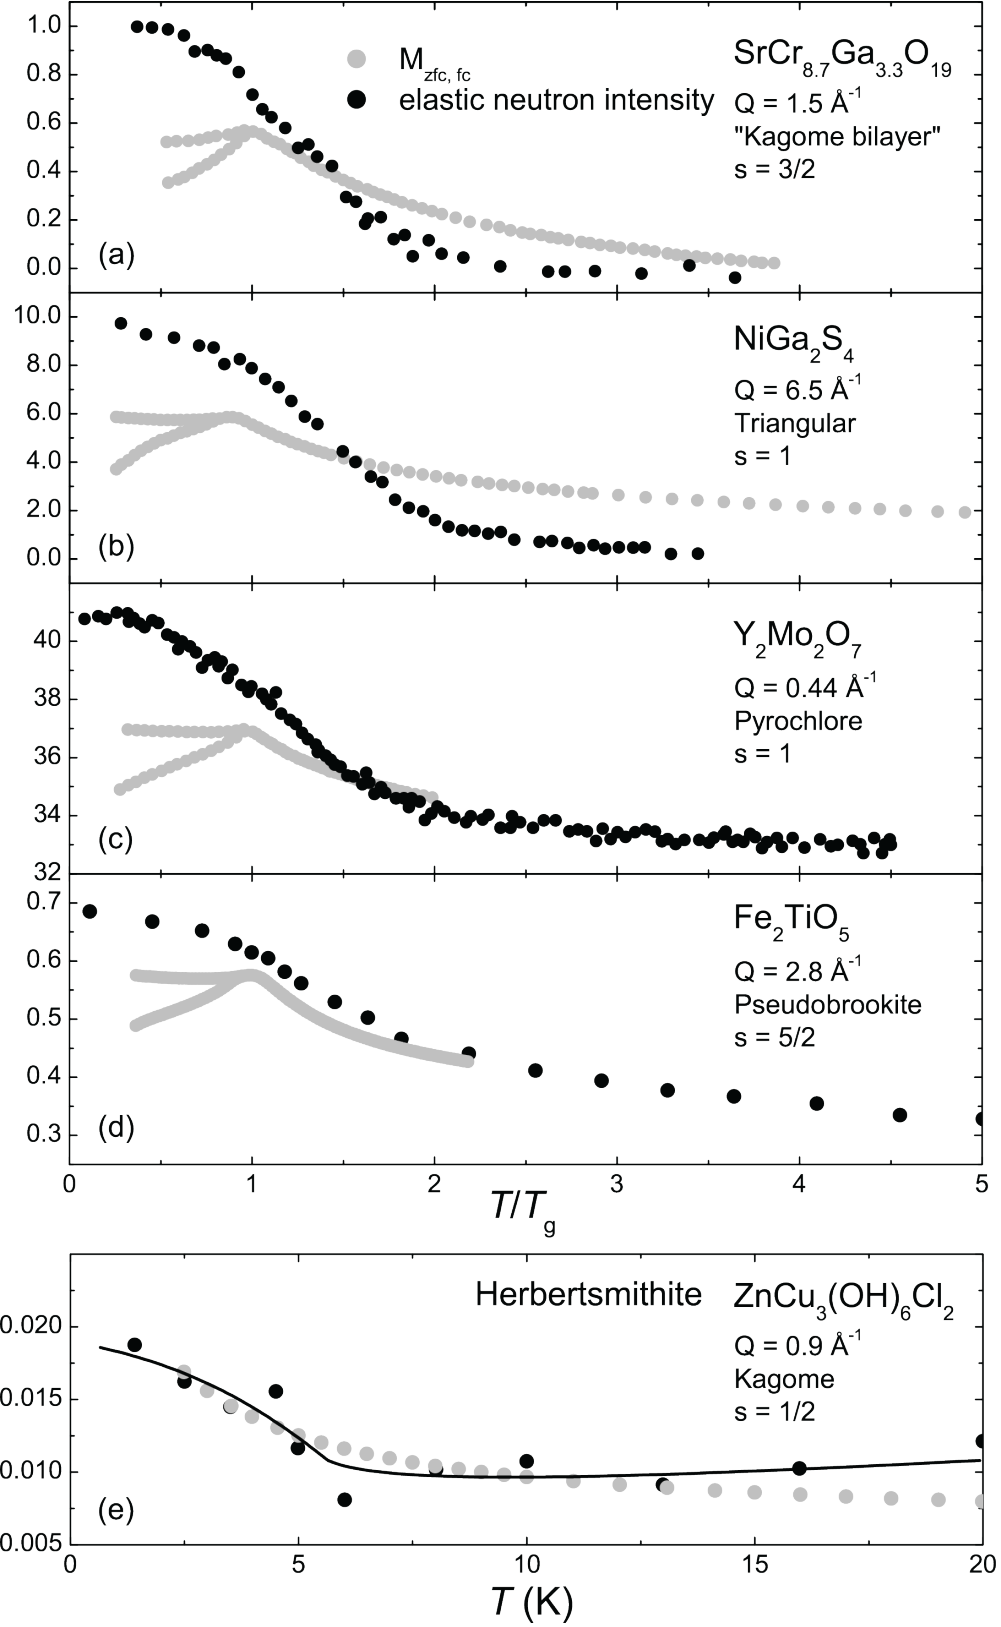 1.0
0.8
0.6
0.4
0.2
0.0
M zfc, fc
elastic neutron intensity
SrCr8.7Ga3.3O19
Q = 1.5 Å-1
"Kagome bilayer"
s = 3/2
(a)
10.0
8.0
6.0
4.0
2.0
0.0
NiGa2S4
Q = 6.5 Å-1
Triangular
s = 1
(b)
40
38
36
34
32
Y2Mo2O7
Q = 0.44 Å-1
Pyrochlore
s = 1
(c)
0.7
0.6
0.5
0.4
0.3
Fe2TiO5
Q = 2.8 Å-1
Pseudobrookite
s = 5/2
(d)
0 1 2 3 4 5
T/Tg
0.020
0.015
0.010
0.005
Herbertsmithite ZnCu3(OH)6Cl2
Q = 0.9 Å-1
Kagome
s = 1/2
(e)
0 5 10 15 20
T (K)